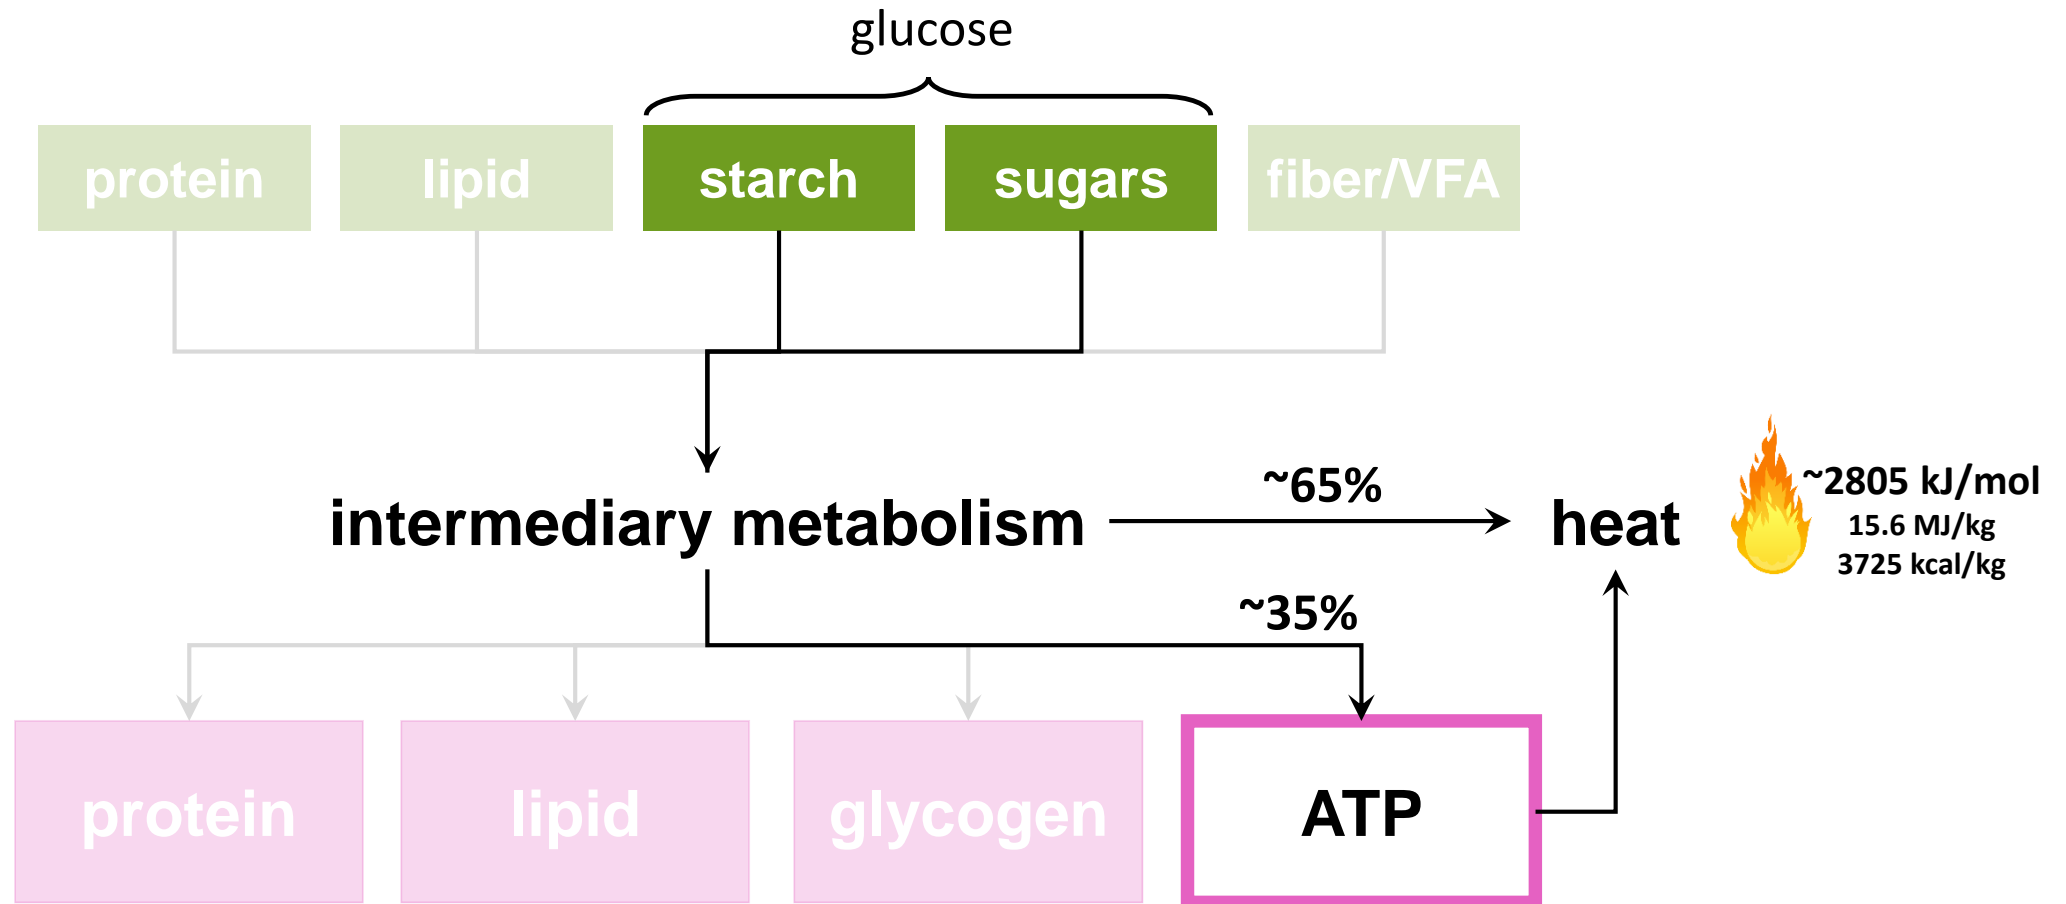 glucose
protein
lipid
starch
sugars
fiber/VFA
~65%
intermediary metabolism
heat
~2805 kJ/mol
15.6 MJ/kg
3725 kcal/kg
~35%
protein
lipid
glycogen
ATP